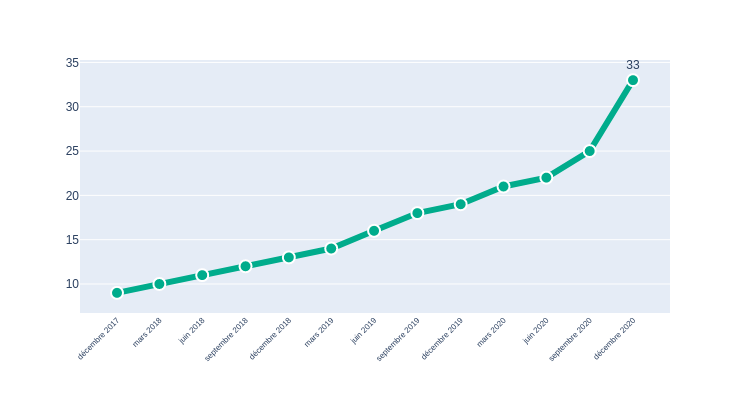 35
33
30
25
20
15
10
décembre 2017
mars 2018
juin 2018
septembre 2018
décembre 2018
mars 2019
juin 2019
septembre 2019
décembre 2019
mars 2020
juin 2020
septembre 2020
décembre 2020